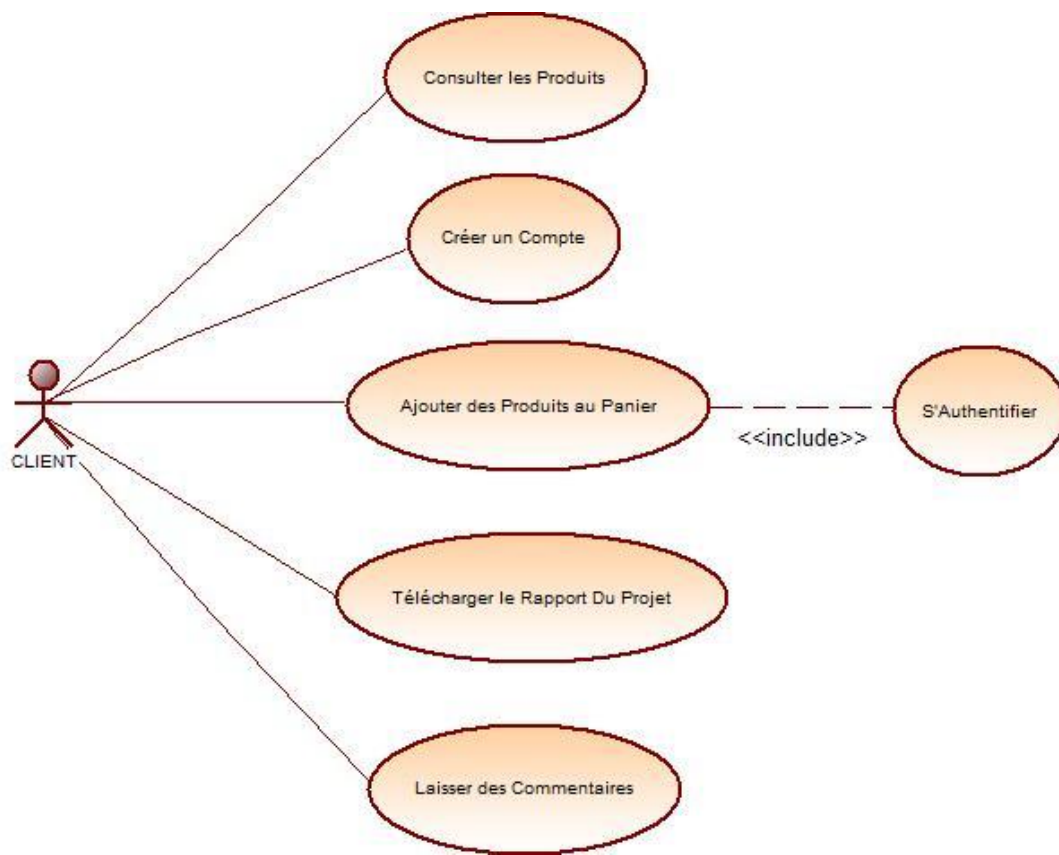 Consulter les Produits
Créer un Compte
Ajouter des Produits au Panier
S'Authentifier
<<include>>
CLIENT
Télécharger le Rapport Du Projet
Laisser des Commentaires